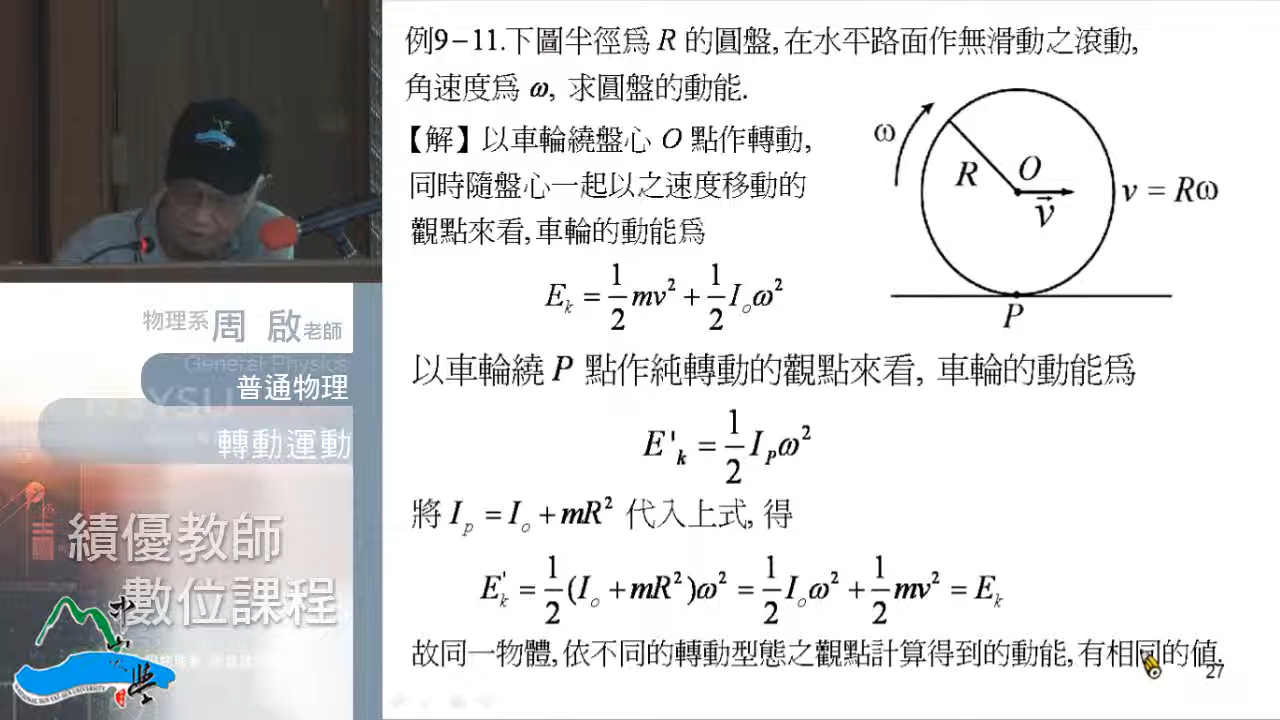 例9-11.下圖半徑爲 R 的圓盤,在水平路面作無滑動之滾動,
角速度爲 ω, 求圓盤的動能.
【解】以車輪繞盤心 O 點作轉動,
同時隨盤心一起以之速度移動的
觀點來看,車輪的動能爲
E_k = 1/2 mv² + 1/2 I_o ω²
ω
R
O
v⃗
v = Rω
P
以車輪繞 P 點作純轉動的觀點來看, 車輪的動能爲
E'_k = 1/2 I_P ω²
將 I_p = I_o + mR² 代入上式, 得
E'_k = 1/2 (I_o + mR²)ω² = 1/2 I_o ω² + 1/2 mv² = E_k
故同一物體,依不同的轉動型態之觀點計算得到的動能,有相同的値.
27
物理系 周 啟 老師
General Physics
普通物理
NSYSU
轉動運動
績優教師
數位課程
中山大學